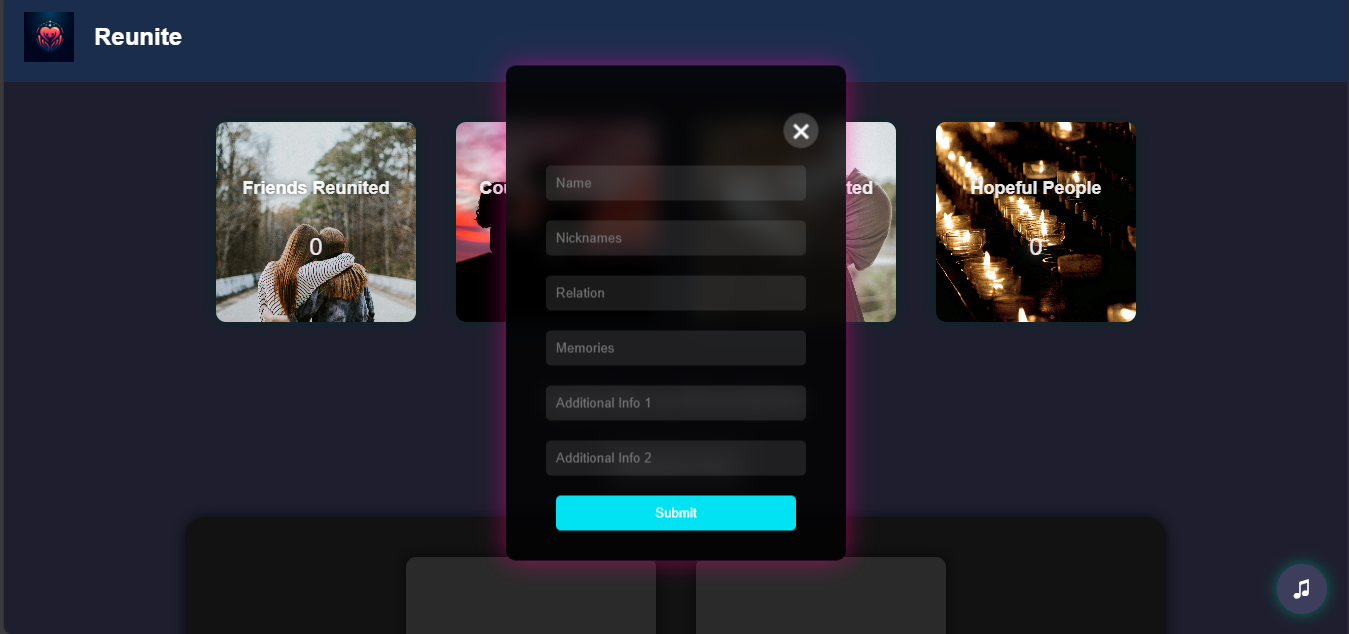 Reunite
Friends Reunited
0
Cou
ted
Hopeful People
0
Name
Nicknames
Relation
Memories
Additional Info 1
Additional Info 2
Submit